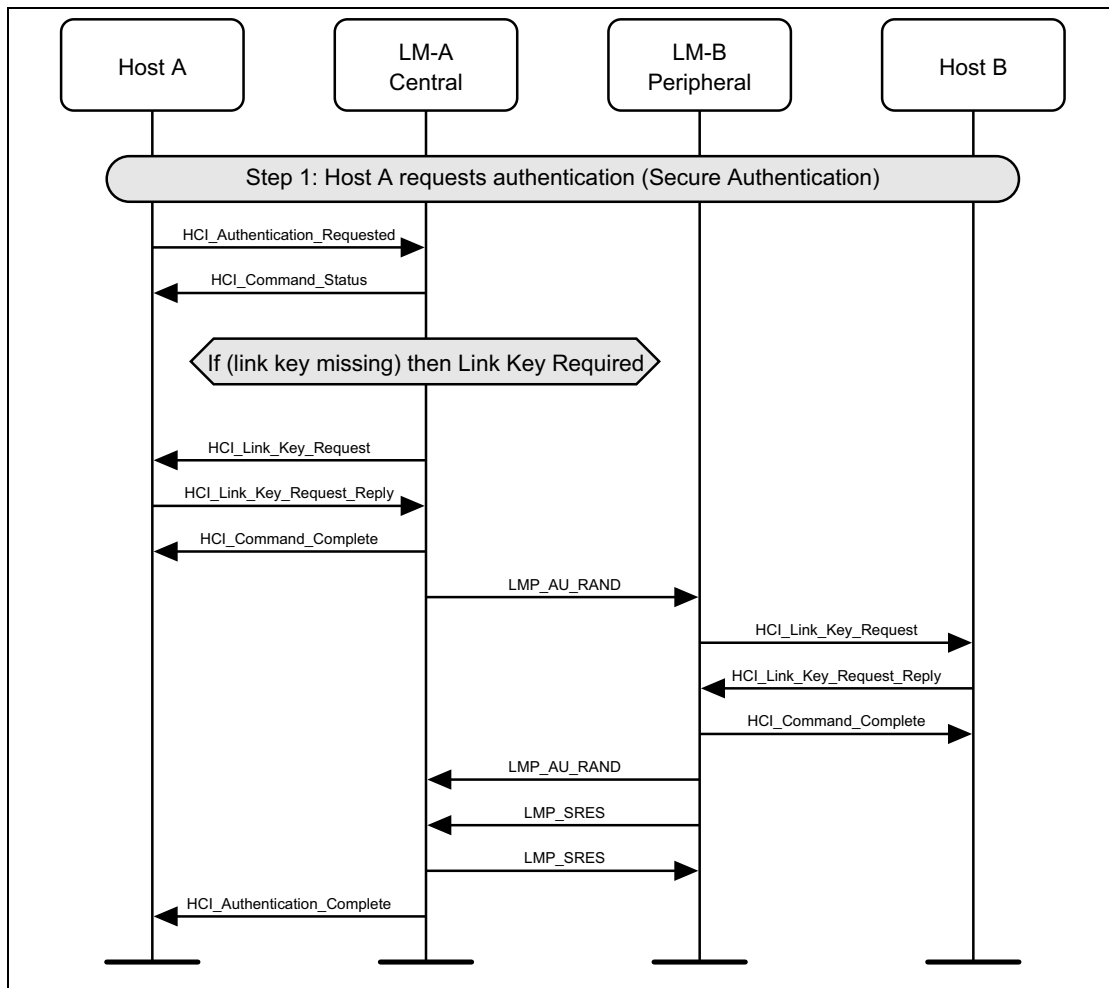 Host A
LM-A
Central
LM-B
Peripheral
Host B
Step 1: Host A requests authentication (Secure Authentication)
HCI_Authentication_Requested
HCI_Command_Status
If (link key missing) then Link Key Required
HCI_Link_Key_Request
HCI_Link_Key_Request_Reply
HCI_Command_Complete
LMP_AU_RAND
HCI_Link_Key_Request
HCI_Link_Key_Request_Reply
HCI_Command_Complete
LMP_AU_RAND
LMP_SRES
LMP_SRES
HCI_Authentication_Complete